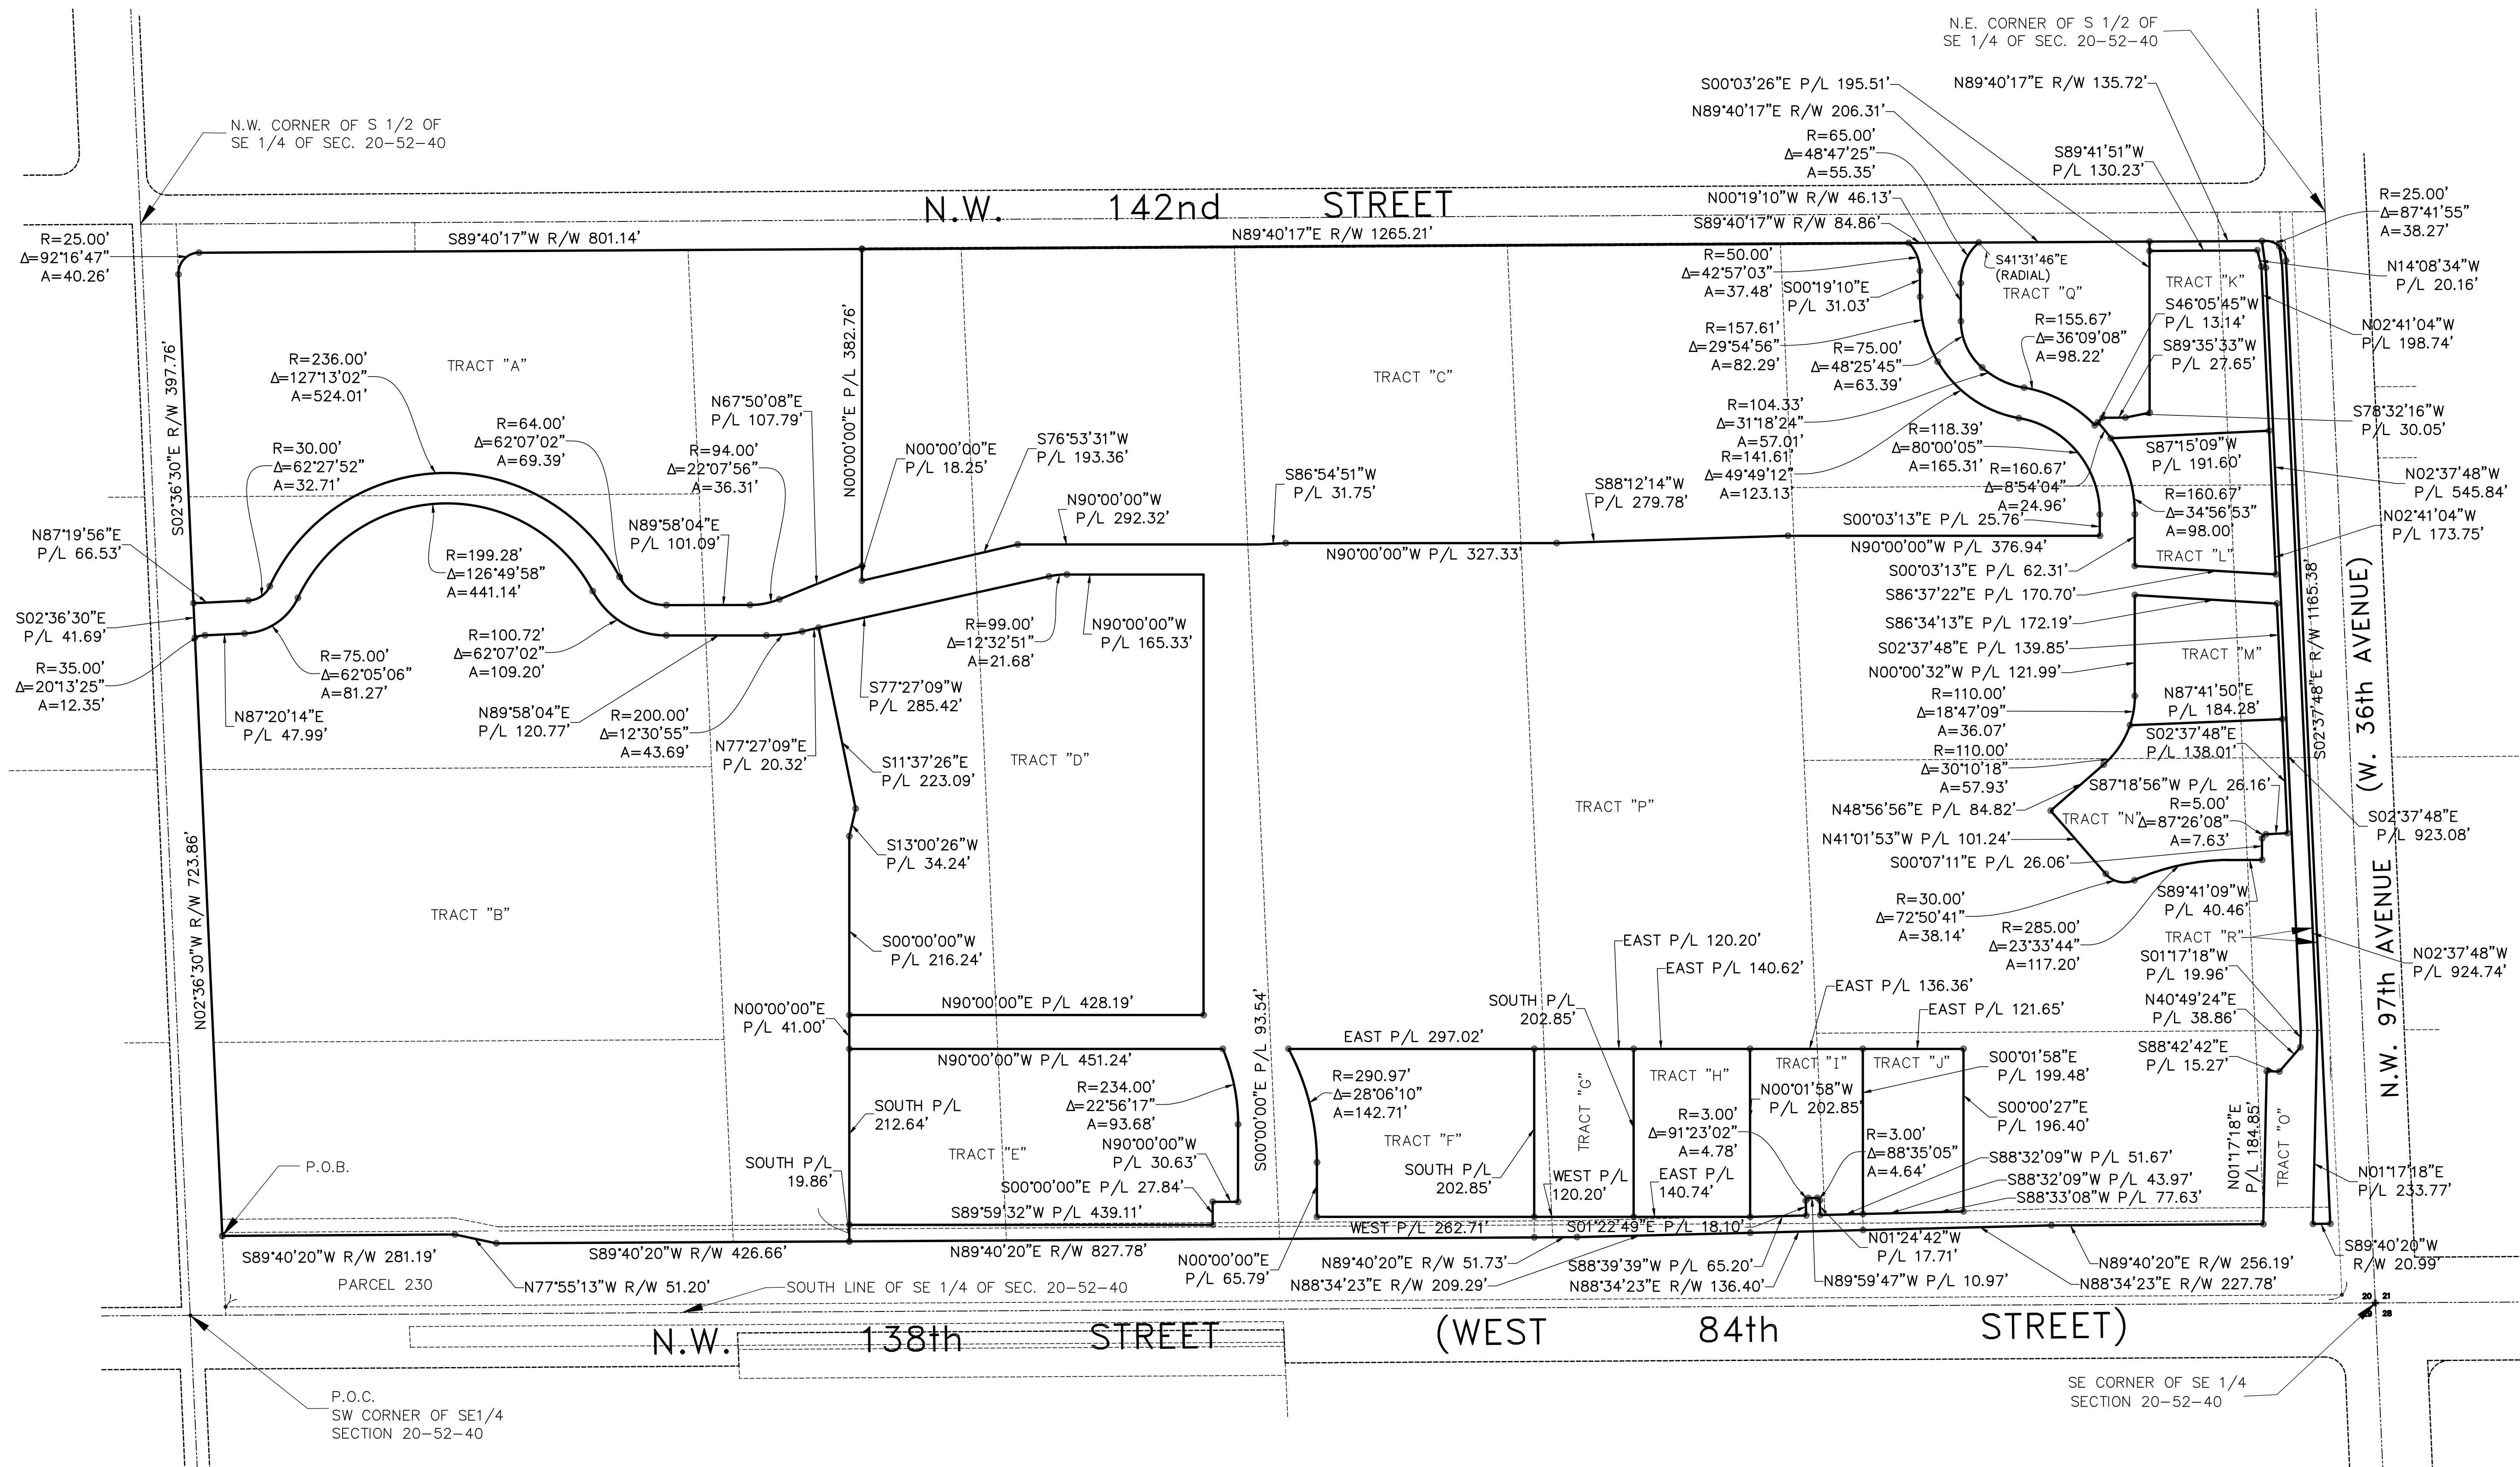 N.E. CORNER OF S 1/2 OF
SE 1/4 OF SEC. 20-52-40
N.W. CORNER OF S 1/2 OF
SE 1/4 OF SEC. 20-52-40
S00°03'26"E P/L 195.51'
N89°40'17"E R/W 135.72'
N89°40'17"E R/W 206.31'
R=65.00'
Δ=48°47'25"
A=55.35'
S89°41'51"W
P/L 130.23'
N00°19'10"W R/W 46.13'
S89°40'17"W R/W 84.86'
R=25.00'
Δ=87°41'55"
A=38.27'
N.W. 142nd STREET
R=25.00'
Δ=92°16'47"
A=40.26'
S89°40'17"W R/W 801.14'
N89°40'17"E R/W 1265.21'
R=50.00'
Δ=42°57'03"
A=37.48'
S41°31'46"E
(RADIAL)
TRACT "Q"
TRACT "K"
N14°08'34"W
P/L 20.16'
S00°19'10"E
P/L 31.03'
S46°05'45"W
P/L 13.14'
R=157.61'
Δ=29°54'56"
A=82.29'
R=155.67'
Δ=36°09'08"
A=98.22'
N02°41'04"W
P/L 198.74'
S89°35'33"W
P/L 27.65'
R=75.00'
Δ=48°25'45"
A=63.39'
S02°36'30"E R/W 397.76'
R=236.00'
Δ=127°13'02"
A=524.01'
TRACT "A"
N00°00'00"E P/L 382.76'
TRACT "C"
N67°50'08"E
P/L 107.79'
R=104.33'
Δ=31°18'24"
A=57.01'
S78°32'16"W
P/L 30.05'
R=30.00'
Δ=62°27'52"
A=32.71'
R=64.00'
Δ=62°07'02"
A=69.39'
R=94.00'
Δ=22°07'56"
A=36.31'
N00°00'00"E
P/L 18.25'
S76°53'31"W
P/L 193.36'
R=118.39'
Δ=80°00'05"
A=165.31'
S87°15'09"W
P/L 191.60'
R=141.61'
Δ=49°49'12"
A=123.13'
R=160.67'
Δ=8°54'04"
A=24.96'
N02°37'48"W
P/L 545.84'
S86°54'51"W
P/L 31.75'
S88°12'14"W
P/L 279.78'
N90°00'00"W
P/L 292.32'
R=160.67'
Δ=34°56'53"
A=98.00'
N89°58'04"E
P/L 101.09'
S00°03'13"E P/L 25.76'
N02°41'04"W
P/L 173.75'
N87°19'56"E
P/L 66.53'
R=199.28'
Δ=126°49'58"
A=441.14'
N90°00'00"W P/L 327.33'
N90°00'00"W P/L 376.94'
TRACT "L"
S00°03'13"E P/L 62.31'
S86°37'22"E P/L 170.70'
S02°36'30"E
P/L 41.69'
R=99.00'
Δ=12°32'51"
A=21.68'
N90°00'00"W
P/L 165.33'
S86°34'13"E P/L 172.19'
R=100.72'
Δ=62°07'02"
A=109.20'
R=75.00'
Δ=62°05'06"
A=81.27'
S02°37'48"E P/L 139.85'
TRACT "M"
R=35.00'
Δ=20°13'25"
A=12.35'
N00°00'32"W P/L 121.99'
S77°27'09"W
P/L 285.42'
R=110.00'
Δ=18°47'09"
A=36.07'
N87°41'50"E
P/L 184.28'
N87°20'14"E
P/L 47.99'
N89°58'04"E
P/L 120.77'
R=200.00'
Δ=12°30'55"
A=43.69'
N77°27'09"E
P/L 20.32'
S11°37'26"E
P/L 223.09'
TRACT "D"
R=110.00'
Δ=30°10'18"
A=57.93'
S02°37'48"E
P/L 138.01'
S02°37'48"E R/W 1165.38'
N.W. 97th AVENUE (W. 36th AVENUE)
TRACT "P"
S87°18'56"W P/L 26.16'
N48°56'56"E P/L 84.82'
R=5.00'
Δ=87°26'08"
A=7.63'
TRACT "N"
S02°37'48"E
P/L 923.08'
S13°00'26"W
P/L 34.24'
N41°01'53"W P/L 101.24'
S00°07'11"E P/L 26.06'
N02°36'30"W R/W 723.86'
TRACT "B"
R=30.00'
Δ=72°50'41"
A=38.14'
S89°41'09"W
P/L 40.46'
R=285.00'
Δ=23°33'44"
A=117.20'
TRACT "R"
S00°00'00"W
P/L 216.24'
EAST P/L 120.20'
S01°17'18"W
P/L 19.96'
N02°37'48"W
P/L 924.74'
EAST P/L 140.62'
EAST P/L 136.36'
EAST P/L 121.65'
N00°00'00"E
P/L 41.00'
N90°00'00"E P/L 428.19'
SOUTH P/L
202.85'
N40°49'24"E
P/L 38.86'
S00°00'00"E P/L 93.54'
EAST P/L 297.02'
S88°42'42"E
P/L 15.27'
N90°00'00"W P/L 451.24'
R=234.00'
Δ=22°56'17"
A=93.68'
R=290.97'
Δ=28°06'10"
A=142.71'
TRACT "G"
TRACT "H"
TRACT "I"
TRACT "J"
S00°01'58"E
P/L 199.48'
N00°01'58"W
P/L 202.85'
SOUTH P/L
212.64'
S00°00'27"E
P/L 196.40'
R=3.00'
Δ=91°23'02"
A=4.78'
R=3.00'
Δ=88°35'05"
A=4.64'
TRACT "F"
TRACT "E"
N90°00'00"W
P/L 30.63'
N01°17'18"E
P/L 184.85'
TRACT "O"
P.O.B.
SOUTH P/L
19.86'
S00°00'00"E P/L 27.84'
SOUTH P/L
202.85'
WEST P/L
120.20'
EAST P/L
140.74'
S88°32'09"W P/L 51.67'
S88°32'09"W P/L 43.97'
S88°33'08"W P/L 77.63'
N01°17'18"E
P/L 233.77'
S89°59'32"W P/L 439.11'
WEST P/L 262.71'
S01°22'49"E P/L 18.10'
N01°24'42"W
P/L 17.71'
S89°40'20"W
R/W 20.99'
S89°40'20"W R/W 281.19'
S89°40'20"W R/W 426.66'
N89°40'20"E R/W 827.78'
N00°00'00"E
P/L 65.79'
N89°40'20"E R/W 51.73'
S88°39'39"W P/L 65.20'
N89°40'20"E R/W 256.19'
PARCEL 230
N77°55'13"W R/W 51.20'
SOUTH LINE OF SE 1/4 OF SEC. 20-52-40
N88°34'23"E R/W 209.29'
N88°34'23"E R/W 136.40'
N89°59'47"W P/L 10.97'
N88°34'23"E R/W 227.78'
20 21
29 28
N.W. 138th STREET (WEST 84th STREET)
P.O.C.
SW CORNER OF SE1/4
SECTION 20-52-40
SE CORNER OF SE 1/4
SECTION 20-52-40